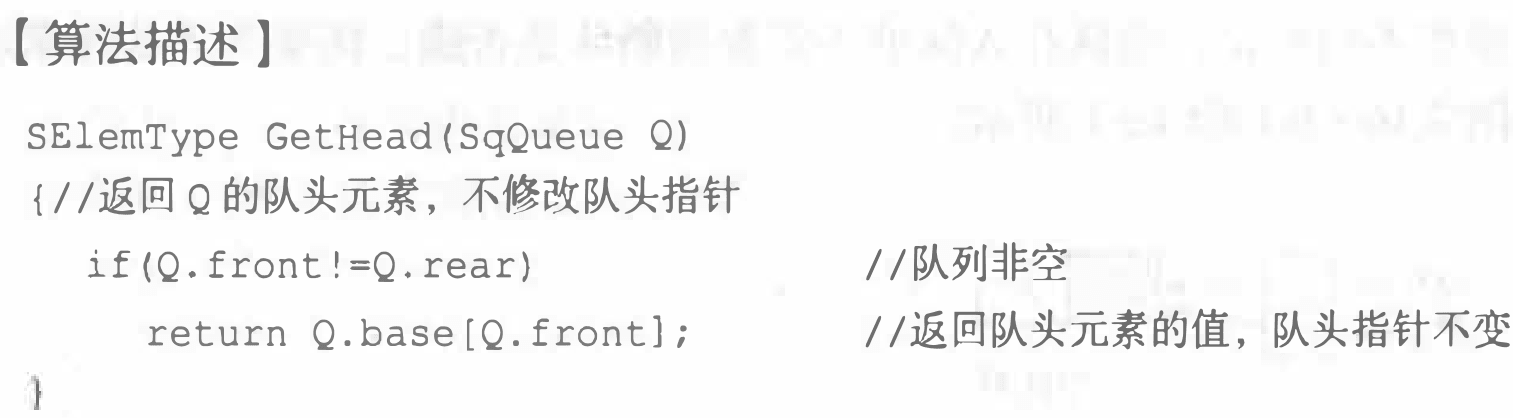 【算法描述】
SElemType GetHead(SqQueue Q)
{//返回Q的队头元素，不修改队头指针
if(Q.front!=Q.rear) //队列非空
return Q.base[Q.front]; //返回队头元素的值，队头指针不变
}